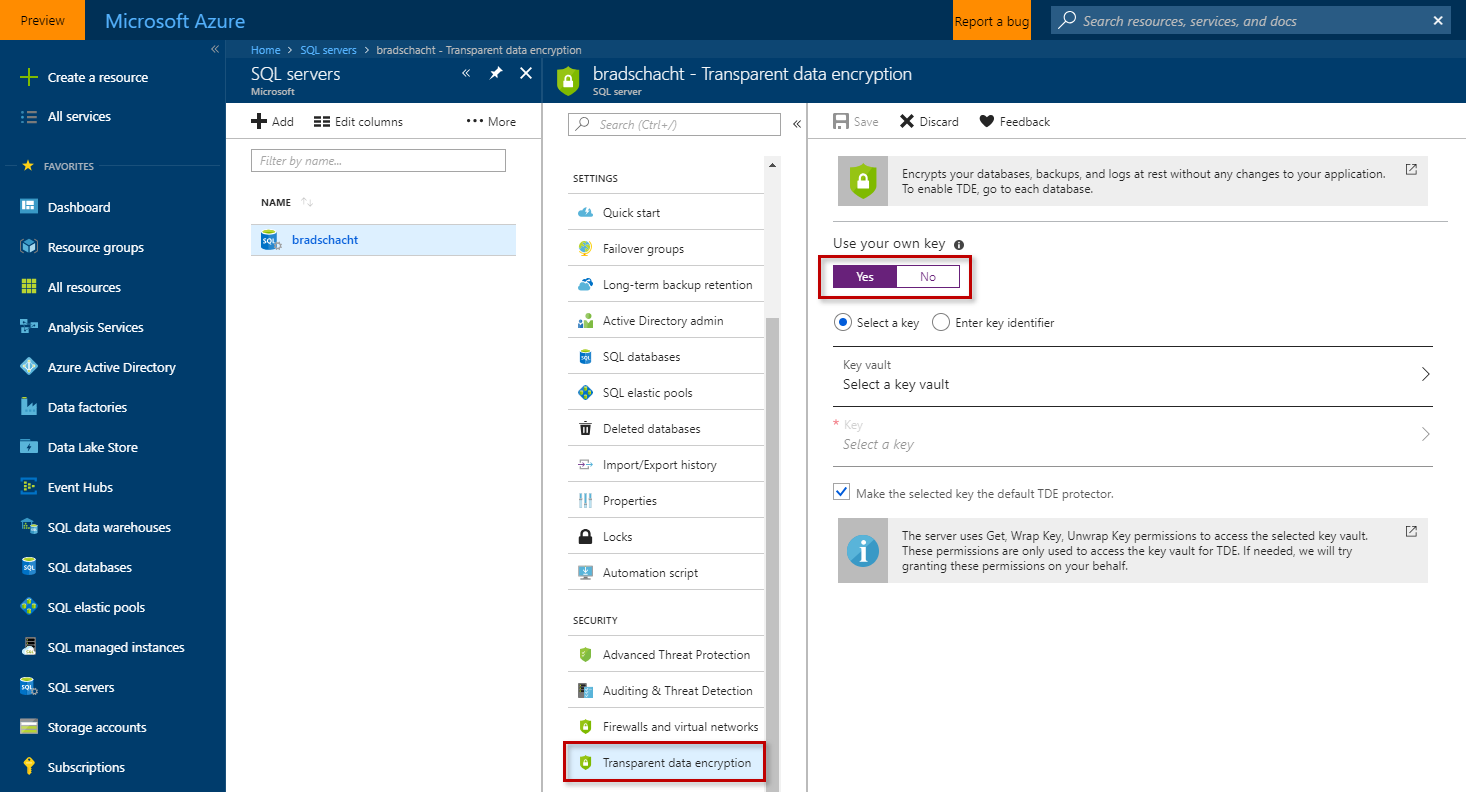 Preview
Microsoft Azure
Report a bug
Search resources, services, and docs
Create a resource
All services
FAVORITES
Dashboard
Resource groups
All resources
Analysis Services
Azure Active Directory
Data factories
Data Lake Store
Event Hubs
SQL data warehouses
SQL databases
SQL elastic pools
SQL managed instances
SQL servers
Storage accounts
Subscriptions
Home > SQL servers > bradschacht - Transparent data encryption
SQL servers
Microsoft
Add Edit columns More
Filter by name...
NAME
bradschacht
bradschacht - Transparent data encryption
SQL server
Search (Ctrl+/)
SETTINGS
Quick start
Failover groups
Long-term backup retention
Active Directory admin
SQL databases
SQL elastic pools
Deleted databases
Import/Export history
Properties
Locks
Automation script
SECURITY
Advanced Threat Protection
Auditing & Threat Detection
Firewalls and virtual networks
Transparent data encryption
Save Discard Feedback
Encrypts your databases, backups, and logs at rest without any changes to your application.
To enable TDE, go to each database.
Use your own key
Yes No
Select a key Enter key identifier
Key vault
Select a key vault
* Key
Select a key
Make the selected key the default TDE protector.
The server uses Get, Wrap Key, Unwrap Key permissions to access the selected key vault.
These permissions are only used to access the key vault for TDE. If needed, we will try
granting these permissions on your behalf.